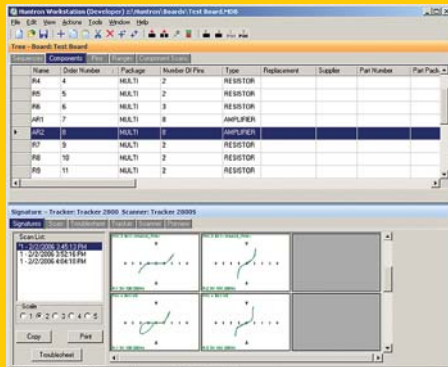 Huntron Workstation (Developer) z:\Huntron\Boards\Test Board.MDB
File Edit View Actions Tools Window Help
Tree - Board: Test Board
Sequences Components Pins Ranges Component Scans
Name Order Number Package Number Of Pins Type Replacement Supplier Part Number Part Pack
R4 4 MULTI 2 RESISTOR
R5 5 MULTI 2 RESISTOR
R6 6 MULTI 3 RESISTOR
AR1 7 MULTI 8 AMPLIFIER
AR2 8 MULTI 8 AMPLIFIER
R7 9 MULTI 2 RESISTOR
R8 10 MULTI 2 RESISTOR
R9 11 MULTI 2 RESISTOR
Signature: - Tracker: Tracker 2000 Scanner: Tracker 2000S
Signatures Scan Troubleshoot Tracker Scanner Preview
Scan List:
*1 - 2/2/2006 3:45:13 PM
1 - 2/2/2006 3:52:16 PM
1 - 2/2/2006 4:04:18 PM
Scale
1 2 3 4 5
Copy Print
Troublesheet